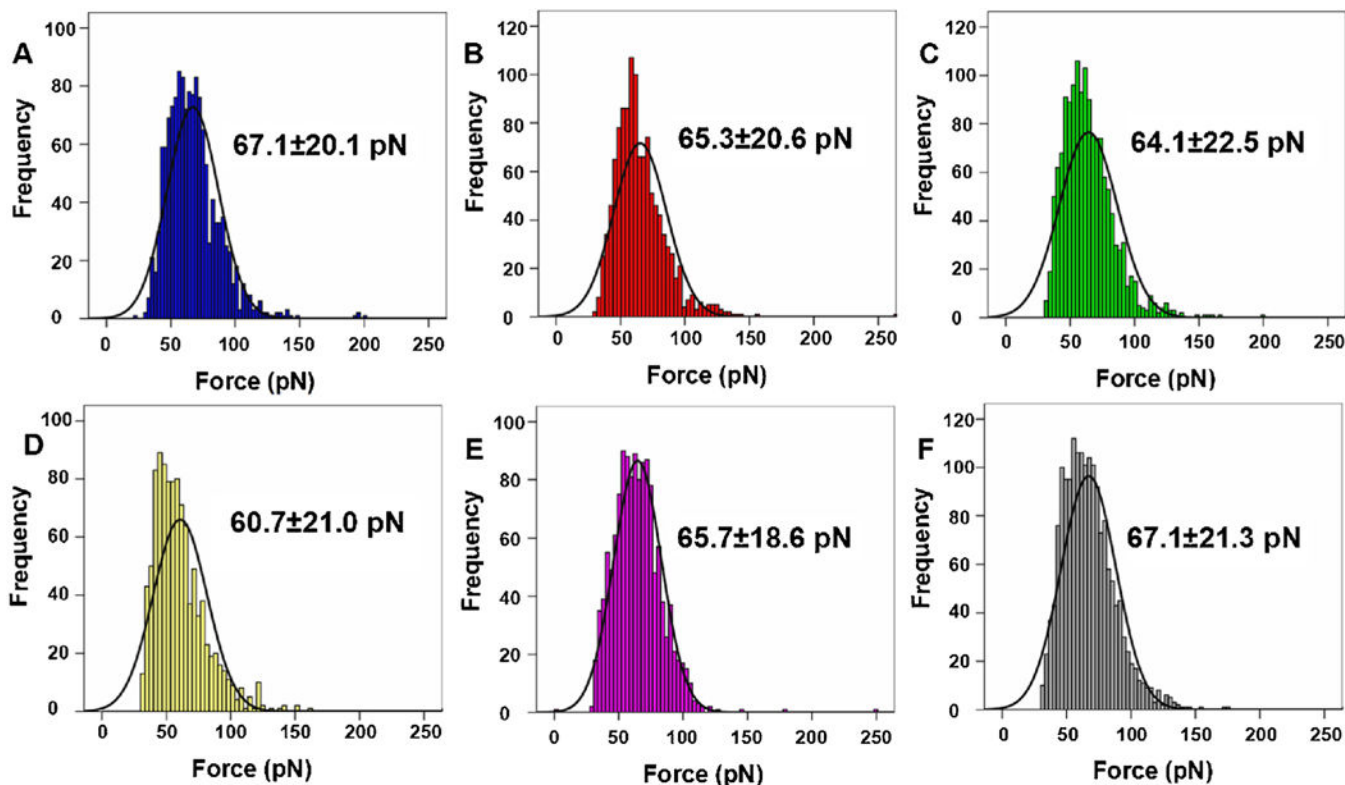 A
Frequency
100
80
60
40
20
0
67.1±20.1 pN
0 50 100 150 200 250
Force (pN)
B
Frequency
120
100
80
60
40
20
0
65.3±20.6 pN
0 50 100 150 200 250
Force (pN)
C
Frequency
120
100
80
60
40
20
0
64.1±22.5 pN
0 50 100 150 200 250
Force (pN)
D
Frequency
100
80
60
40
20
0
60.7±21.0 pN
0 50 100 150 200 250
Force (pN)
E
Frequency
100
80
60
40
20
0
65.7±18.6 pN
0 50 100 150 200 250
Force (pN)
F
Frequency
120
100
80
60
40
20
0
67.1±21.3 pN
0 50 100 150 200 250
Force (pN)